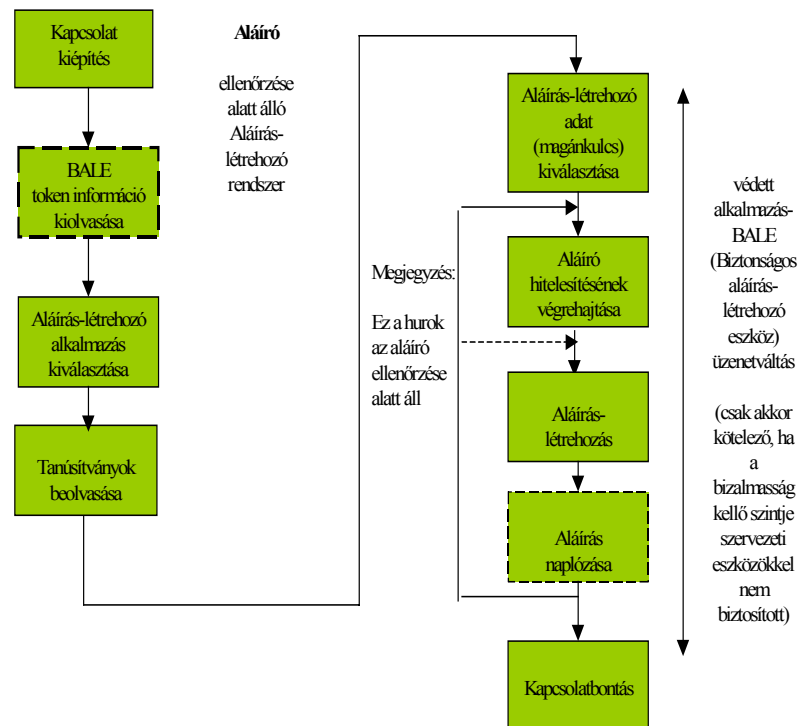 Kapcsolat
kiépítés
BALE
token információ
kiolvasása
Aláírás-létrehozó
alkalmazás
kiválasztása
Tanúsítványok
beolvasása
Aláíró
ellenőrzése
alatt álló
Aláírás-
létrehozó
rendszer
Aláírás-létrehozó
adat
(magánkulcs)
kiválasztása
Aláíró
hitelesítésének
végrehajtása
Aláírás-
létrehozás
Aláírás
naplózása
Kapcsolatbontás
Megjegyzés:
Ez a hurok
az aláíró
ellenőrzése
alatt áll
védett
alkalmazás-
BALE
(Biztonságos
aláírás-
létrehozó
eszköz)
üzenetváltás
(csak akkor
kötelező, ha
a
bizalmasság
kellő szintje
szervezeti
eszközökkel
nem
biztosított)